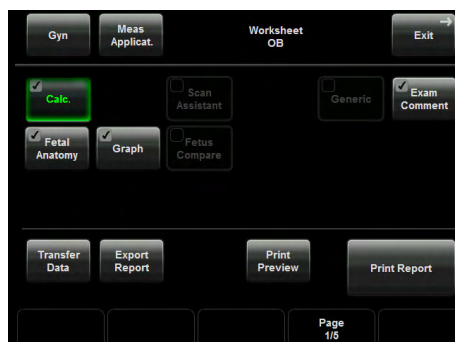 Gyn
Meas
Applicat.
Worksheet
OB
Exit
Calc.
Scan
Assistant
Generic
Exam
Comment
Fetal
Anatomy
Graph
Fetus
Compare
Transfer
Data
Export
Report
Print
Preview
Print Report
Page
1/5